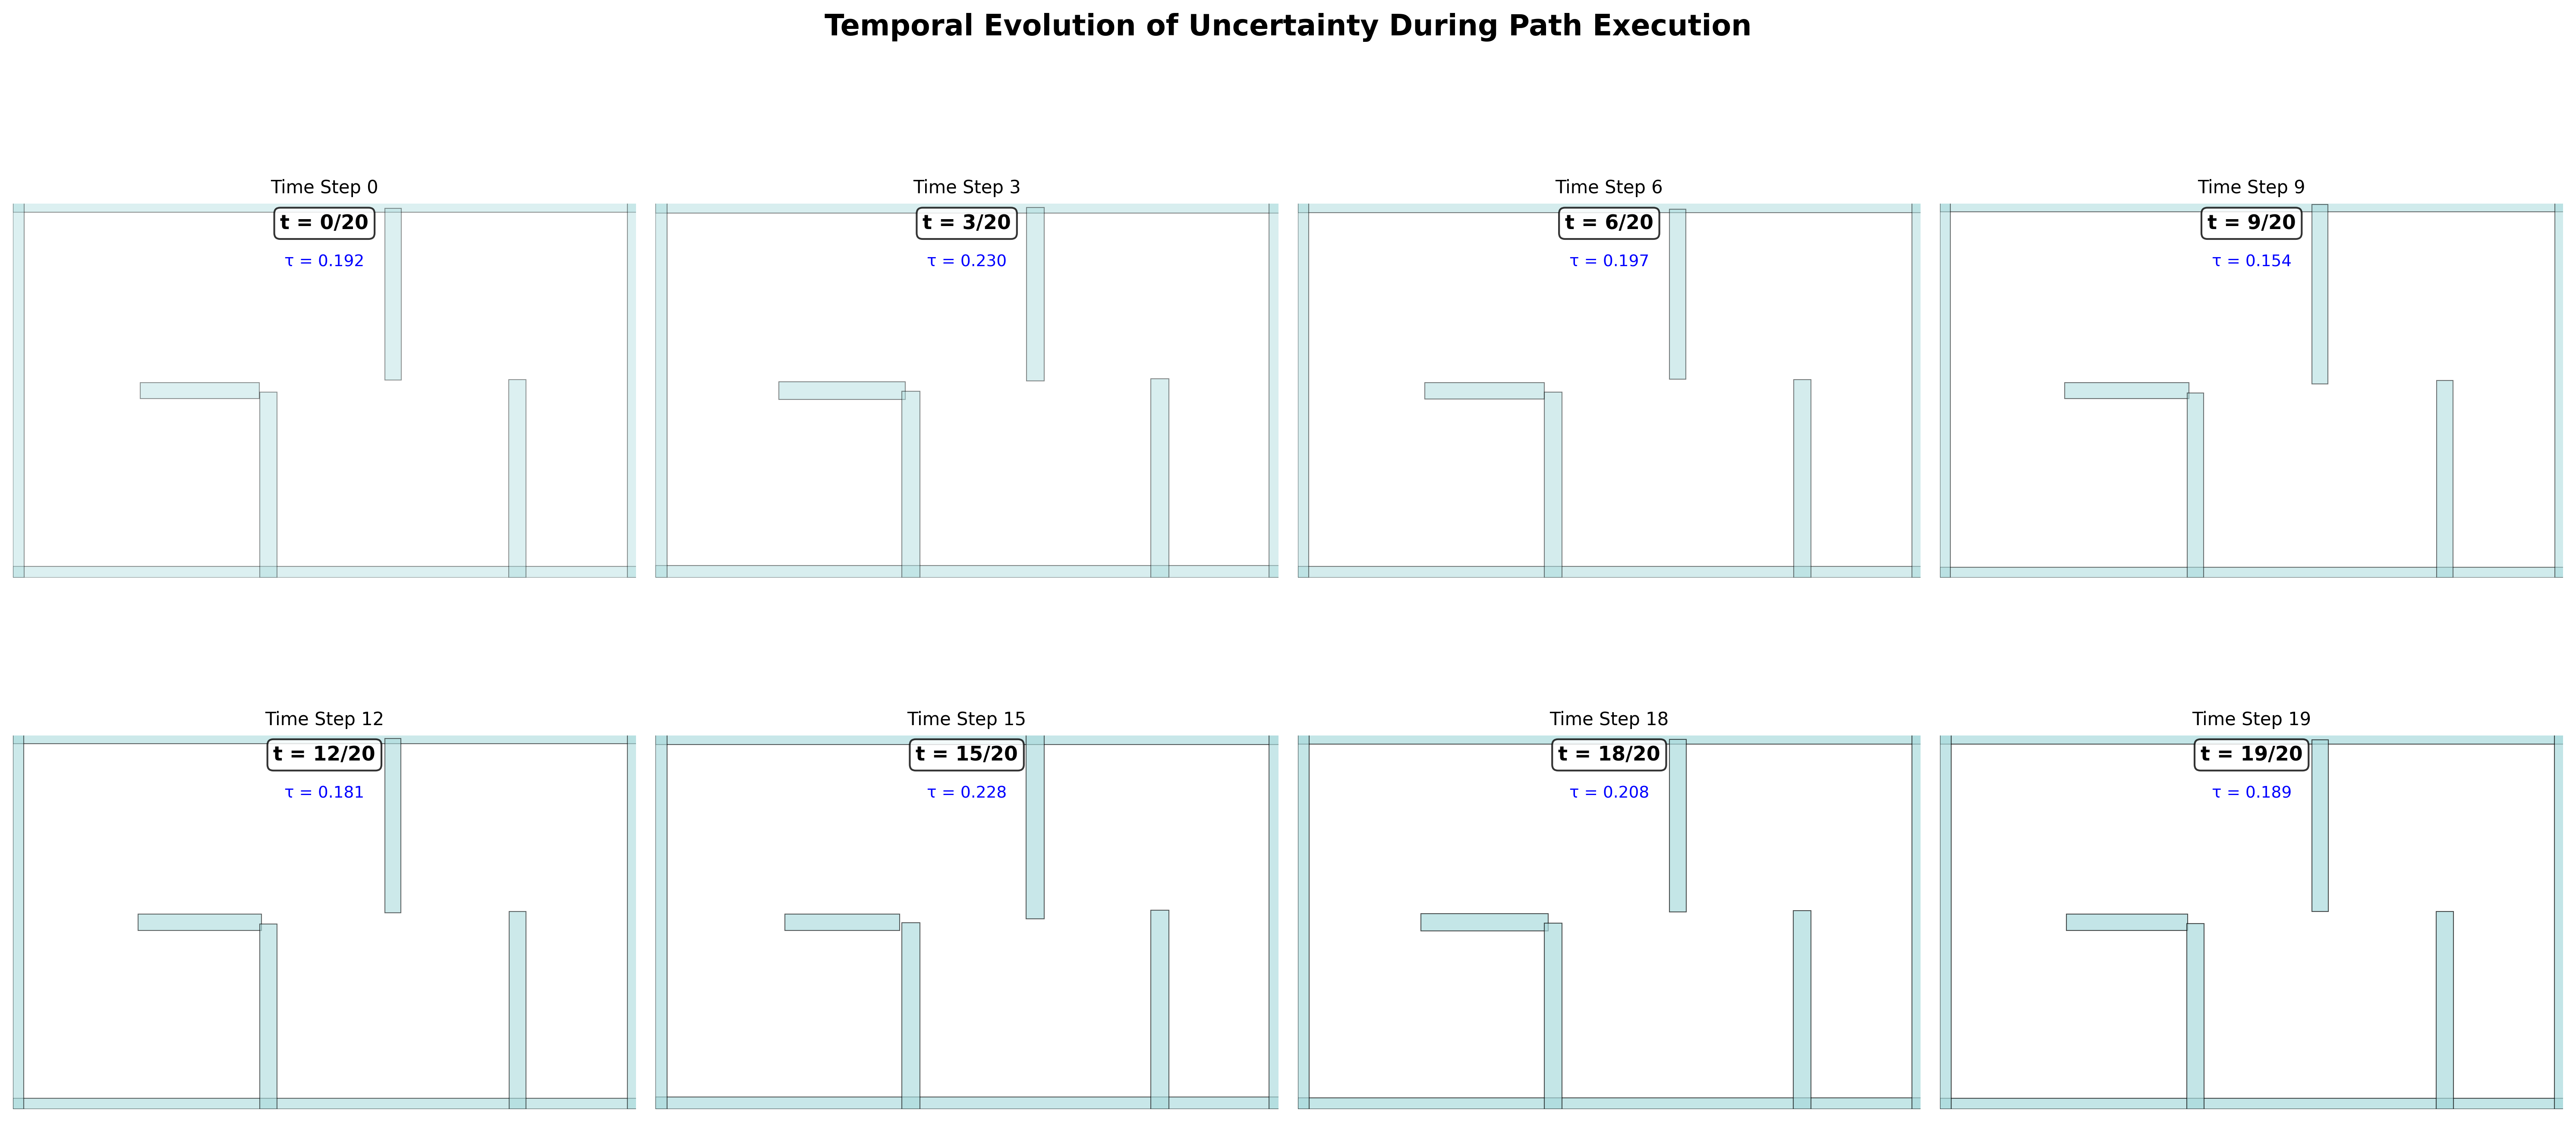 Temporal Evolution of Uncertainty During Path Execution
Time Step 0
t = 0/20
τ = 0.192
Time Step 3
t = 3/20
τ = 0.230
Time Step 6
t = 6/20
τ = 0.197
Time Step 9
t = 9/20
τ = 0.154
Time Step 12
t = 12/20
τ = 0.181
Time Step 15
t = 15/20
τ = 0.228
Time Step 18
t = 18/20
τ = 0.208
Time Step 19
t = 19/20
τ = 0.189